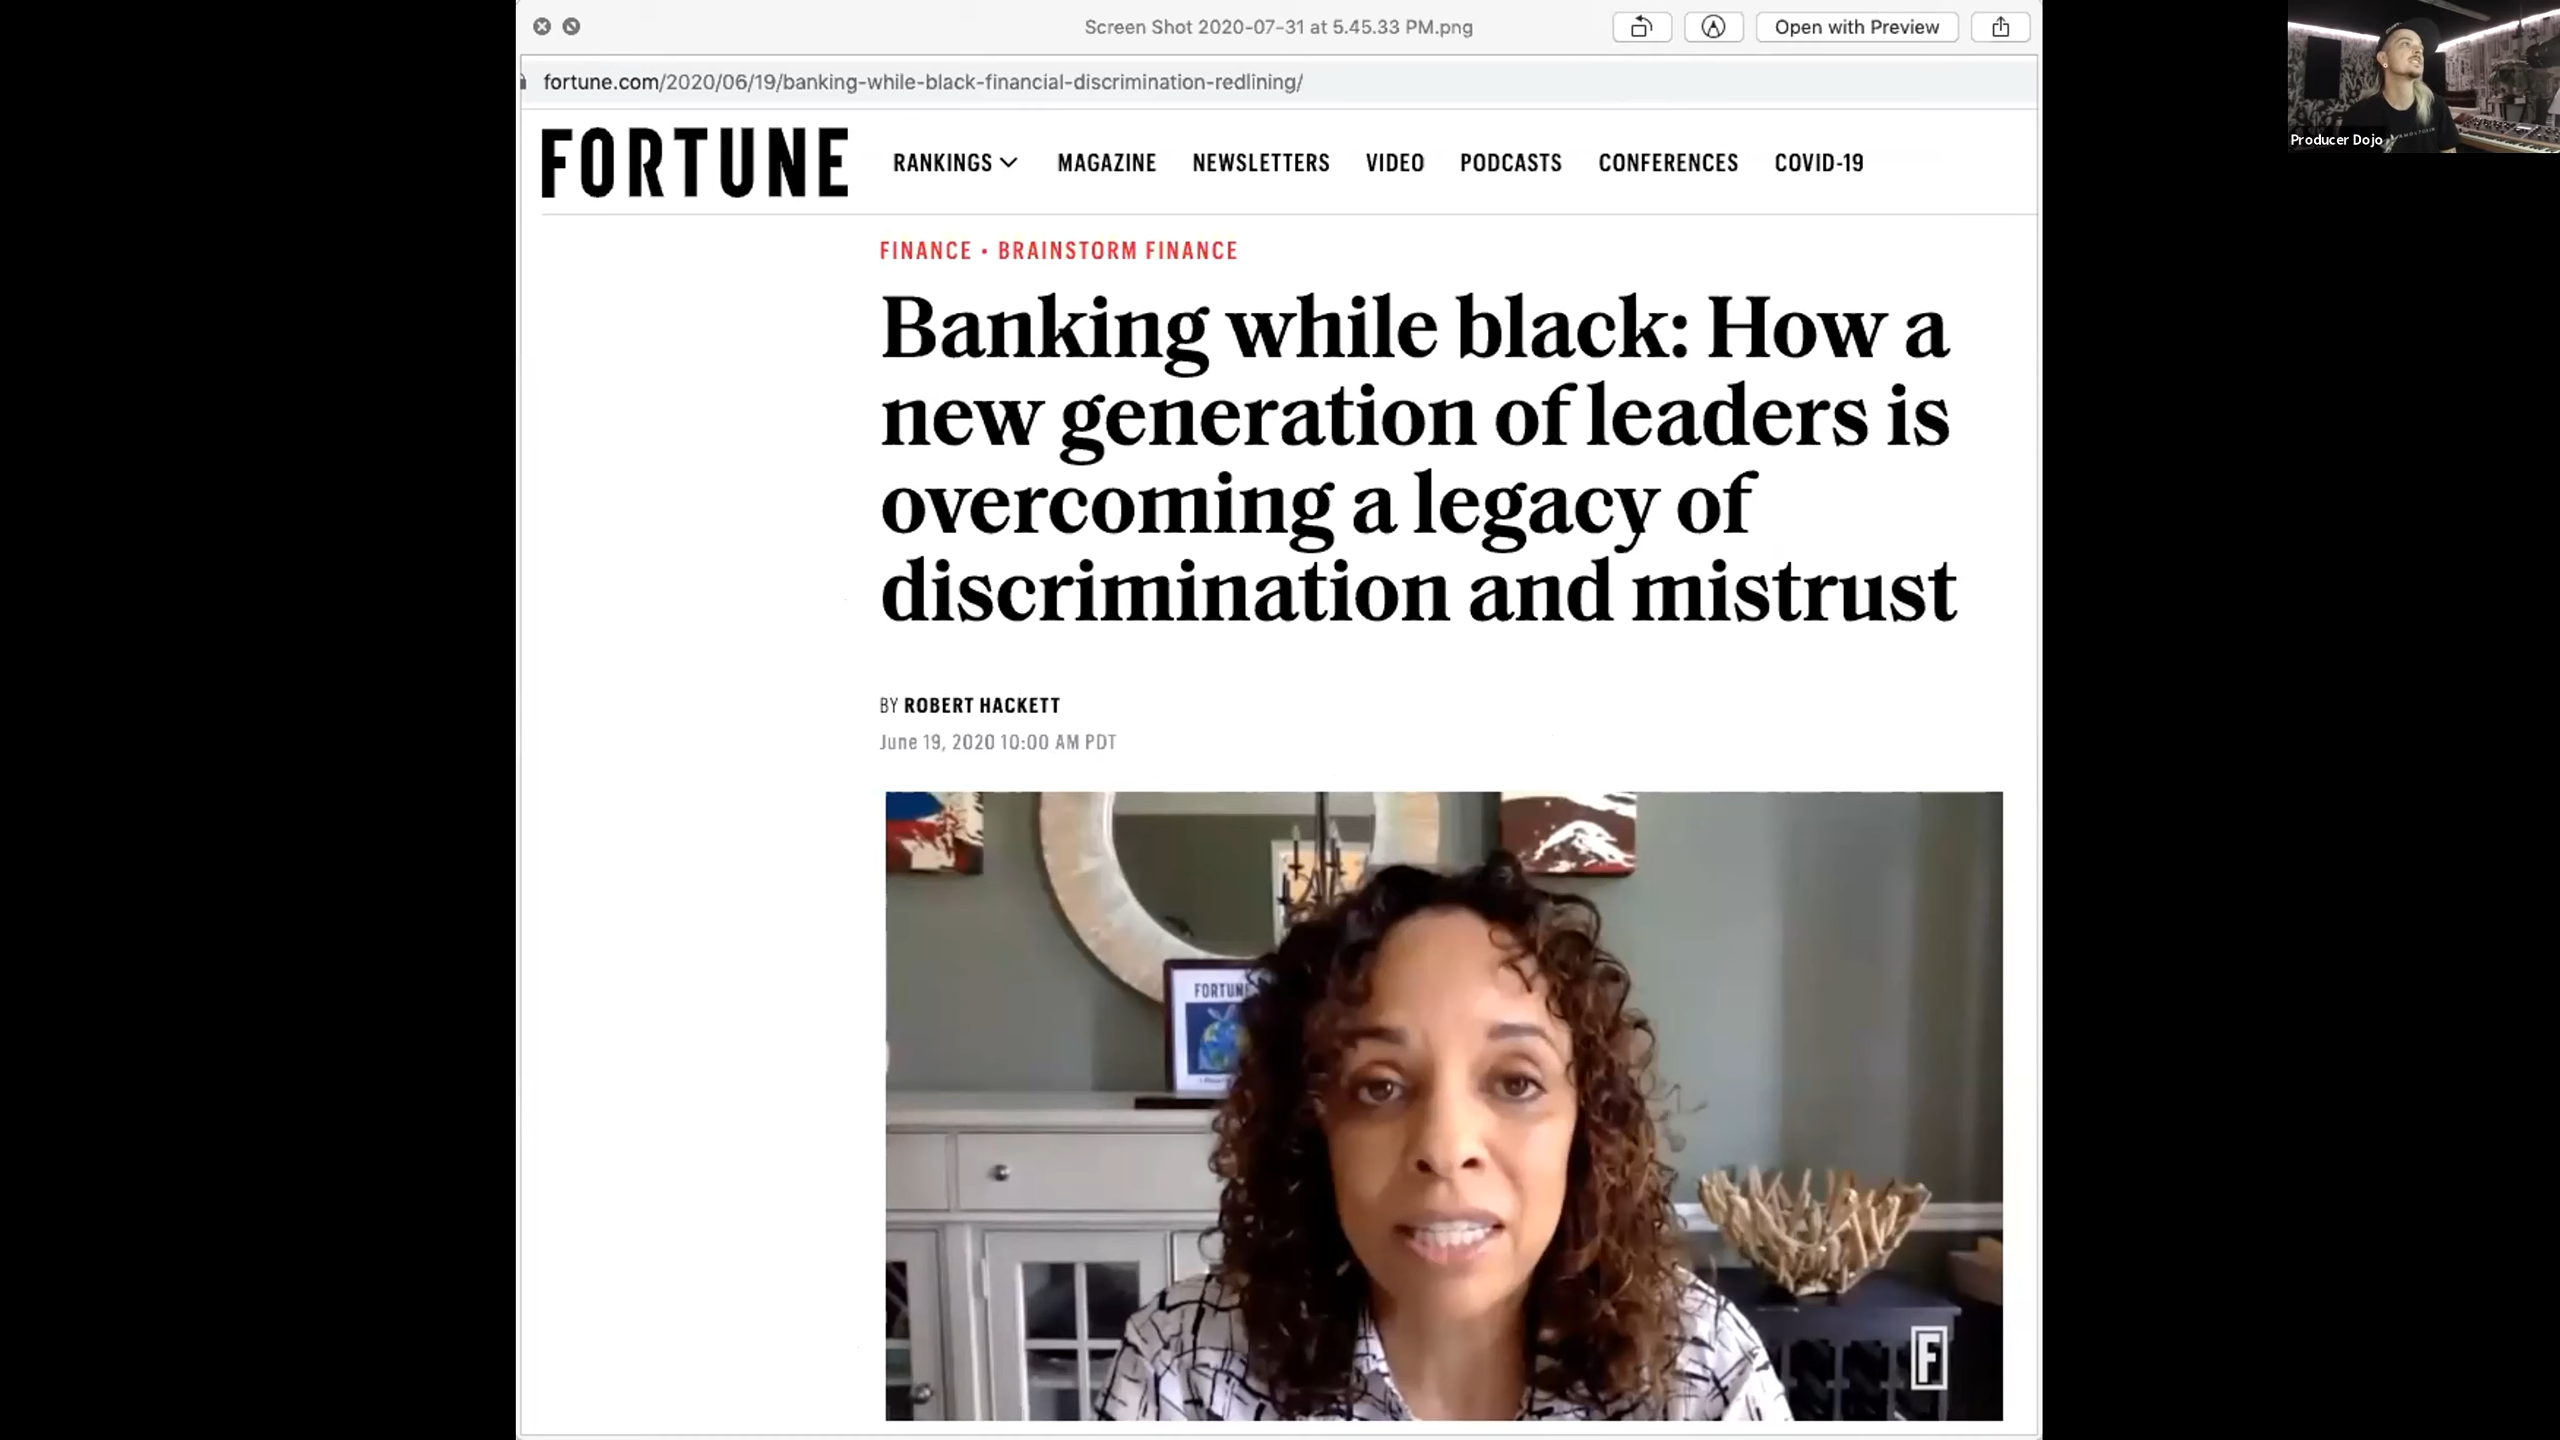 Screen Shot 2020-07-31 at 5.45.33 PM.png
Open with Preview
Producer Dojo
fortune.com/2020/06/19/banking-while-black-financial-discrimination-redlining/
FORTUNE
RANKINGS MAGAZINE NEWSLETTERS VIDEO PODCASTS CONFERENCES COVID-19
FINANCE • BRAINSTORM FINANCE
Banking while black: How a
new generation of leaders is
overcoming a legacy of
discrimination and mistrust
BY ROBERT HACKETT
June 19, 2020 10:00 AM PDT
F